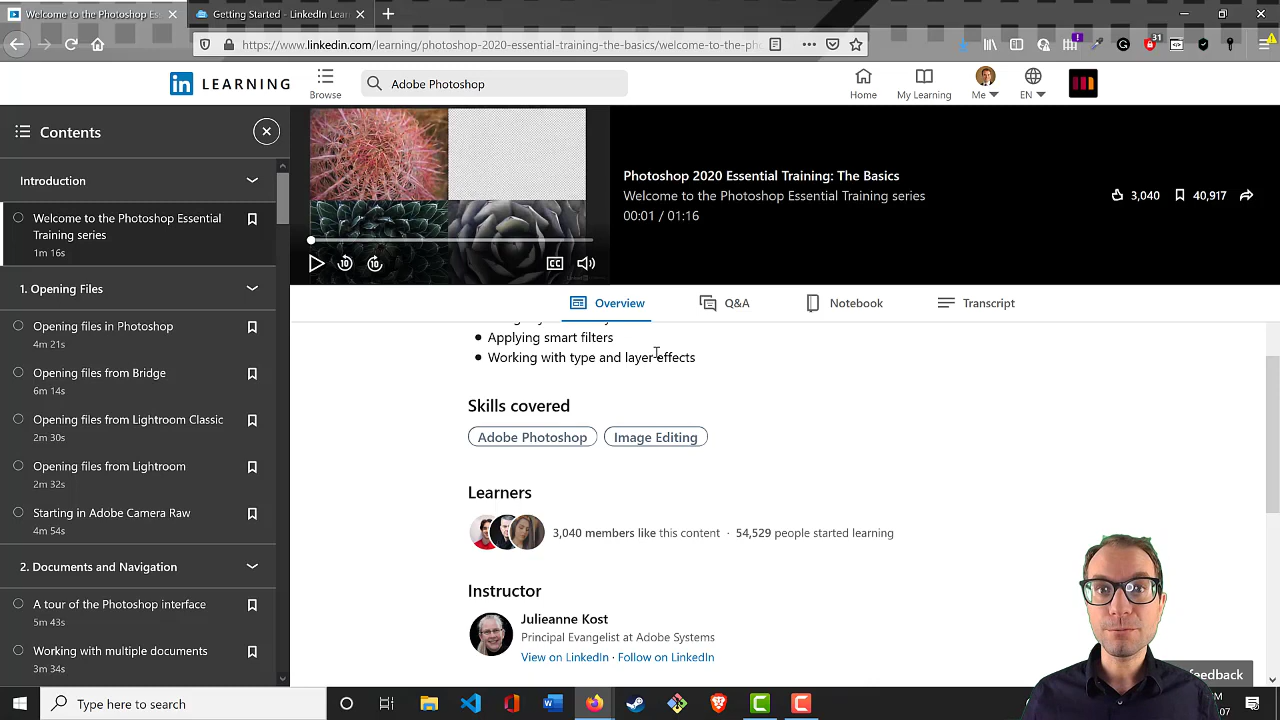 Welcome to the Photoshop Ess
Getting Started - LinkedIn Lear
https://www.linkedin.com/learning/photoshop-2020-essential-training-the-basics/welcome-to-the-ph
31
in LEARNING
Browse
Adobe Photoshop
Home
My Learning
Me
EN
Contents
Introduction
Welcome to the Photoshop Essential
Training series
1m 16s
1. Opening Files
Opening files in Photoshop
4m 21s
Opening files from Bridge
6m 14s
Opening files from Lightroom Classic
2m 30s
Opening files from Lightroom
2m 32s
Starting in Adobe Camera Raw
4m 54s
2. Documents and Navigation
A tour of the Photoshop interface
5m 43s
Working with multiple documents
3m 34s
Photoshop 2020 Essential Training: The Basics
Welcome to the Photoshop Essential Training series
00:01 / 01:16
3,040
40,917
10
10
CC
Overview
Q&A
Notebook
Transcript
Applying smart filters
Working with type and layer effects
Skills covered
Adobe Photoshop
Image Editing
Learners
3,040 members like this content · 54,529 people started learning
Instructor
Julieanne Kost
Principal Evangelist at Adobe Systems
View on LinkedIn · Follow on LinkedIn
feedback
Type here to search
07